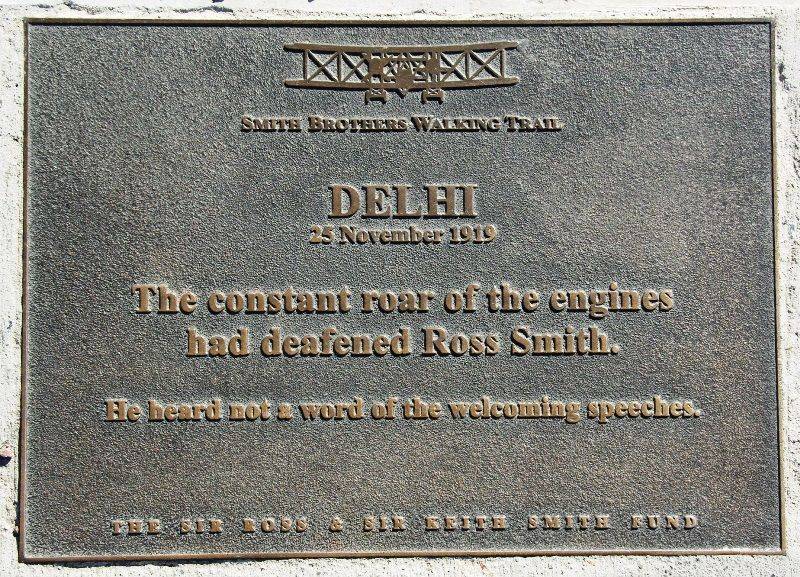 Smith Brothers Walking Trail
DELHI
25 November 1919
The constant roar of the engines
had deafened Ross Smith.
He heard not a word of the welcoming speeches.
THE SIR ROSS & SIR KEITH SMITH FUND